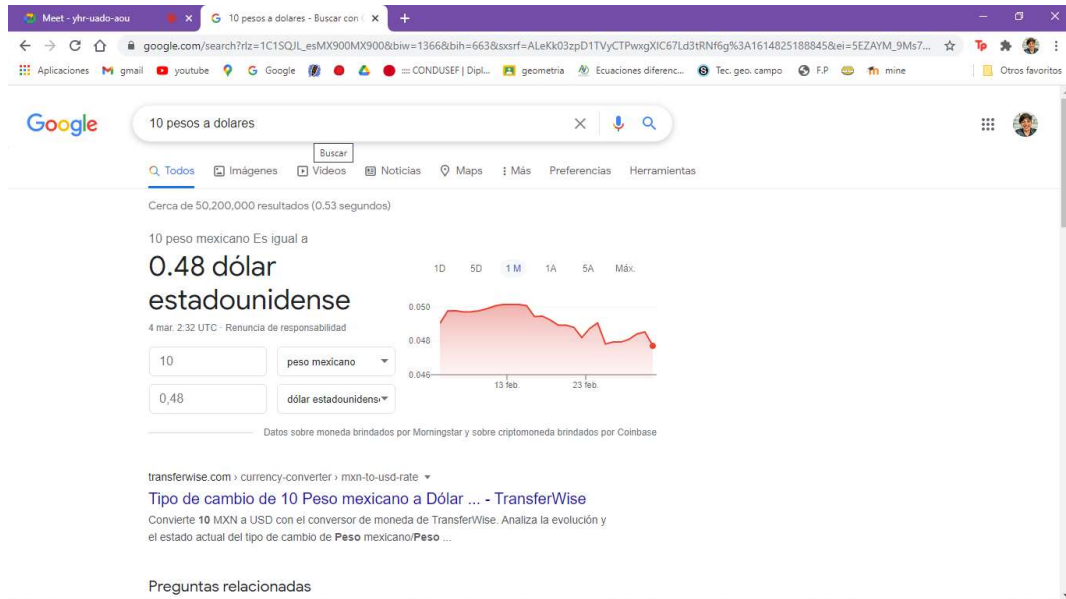 Meet - yhr-uado-aou
10 pesos a dolares - Buscar con
google.com/search?rlz=1C1SQJL_esMX900MX900&biw=1366&bih=663&sxsrf=ALeKk03zpD1TVyCTPwxgXIC67Ld3tRNf6g%3A1614825188845&ei=5EZAYM_9Ms7...
Tp
Aplicaciones gmail youtube Google :::: CONDUSEF | Dipl... geometria Ecuaciones diferenc... Tec. geo. campo F.P mine Otros favoritos
Google
10 pesos a dolares
Buscar
Todos Imágenes Videos Noticias Maps Más Preferencias Herramientas
Cerca de 50,200,000 resultados (0.53 segundos)
10 peso mexicano Es igual a
0.48 dólar
estadounidense
4 mar. 2:32 UTC · Renuncia de responsabilidad
10 peso mexicano
0,48 dólar estadounidens
1D 5D 1 M 1A 5A Máx.
0.050
0.048
0.046
13 feb. 23 feb.
Datos sobre moneda brindados por Morningstar y sobre criptomoneda brindados por Coinbase
transferwise.com › currency-converter › mxn-to-usd-rate
Tipo de cambio de 10 Peso mexicano a Dólar ... - TransferWise
Convierte 10 MXN a USD con el conversor de moneda de TransferWise. Analiza la evolución y
el estado actual del tipo de cambio de Peso mexicano/Peso ...
Preguntas relacionadas